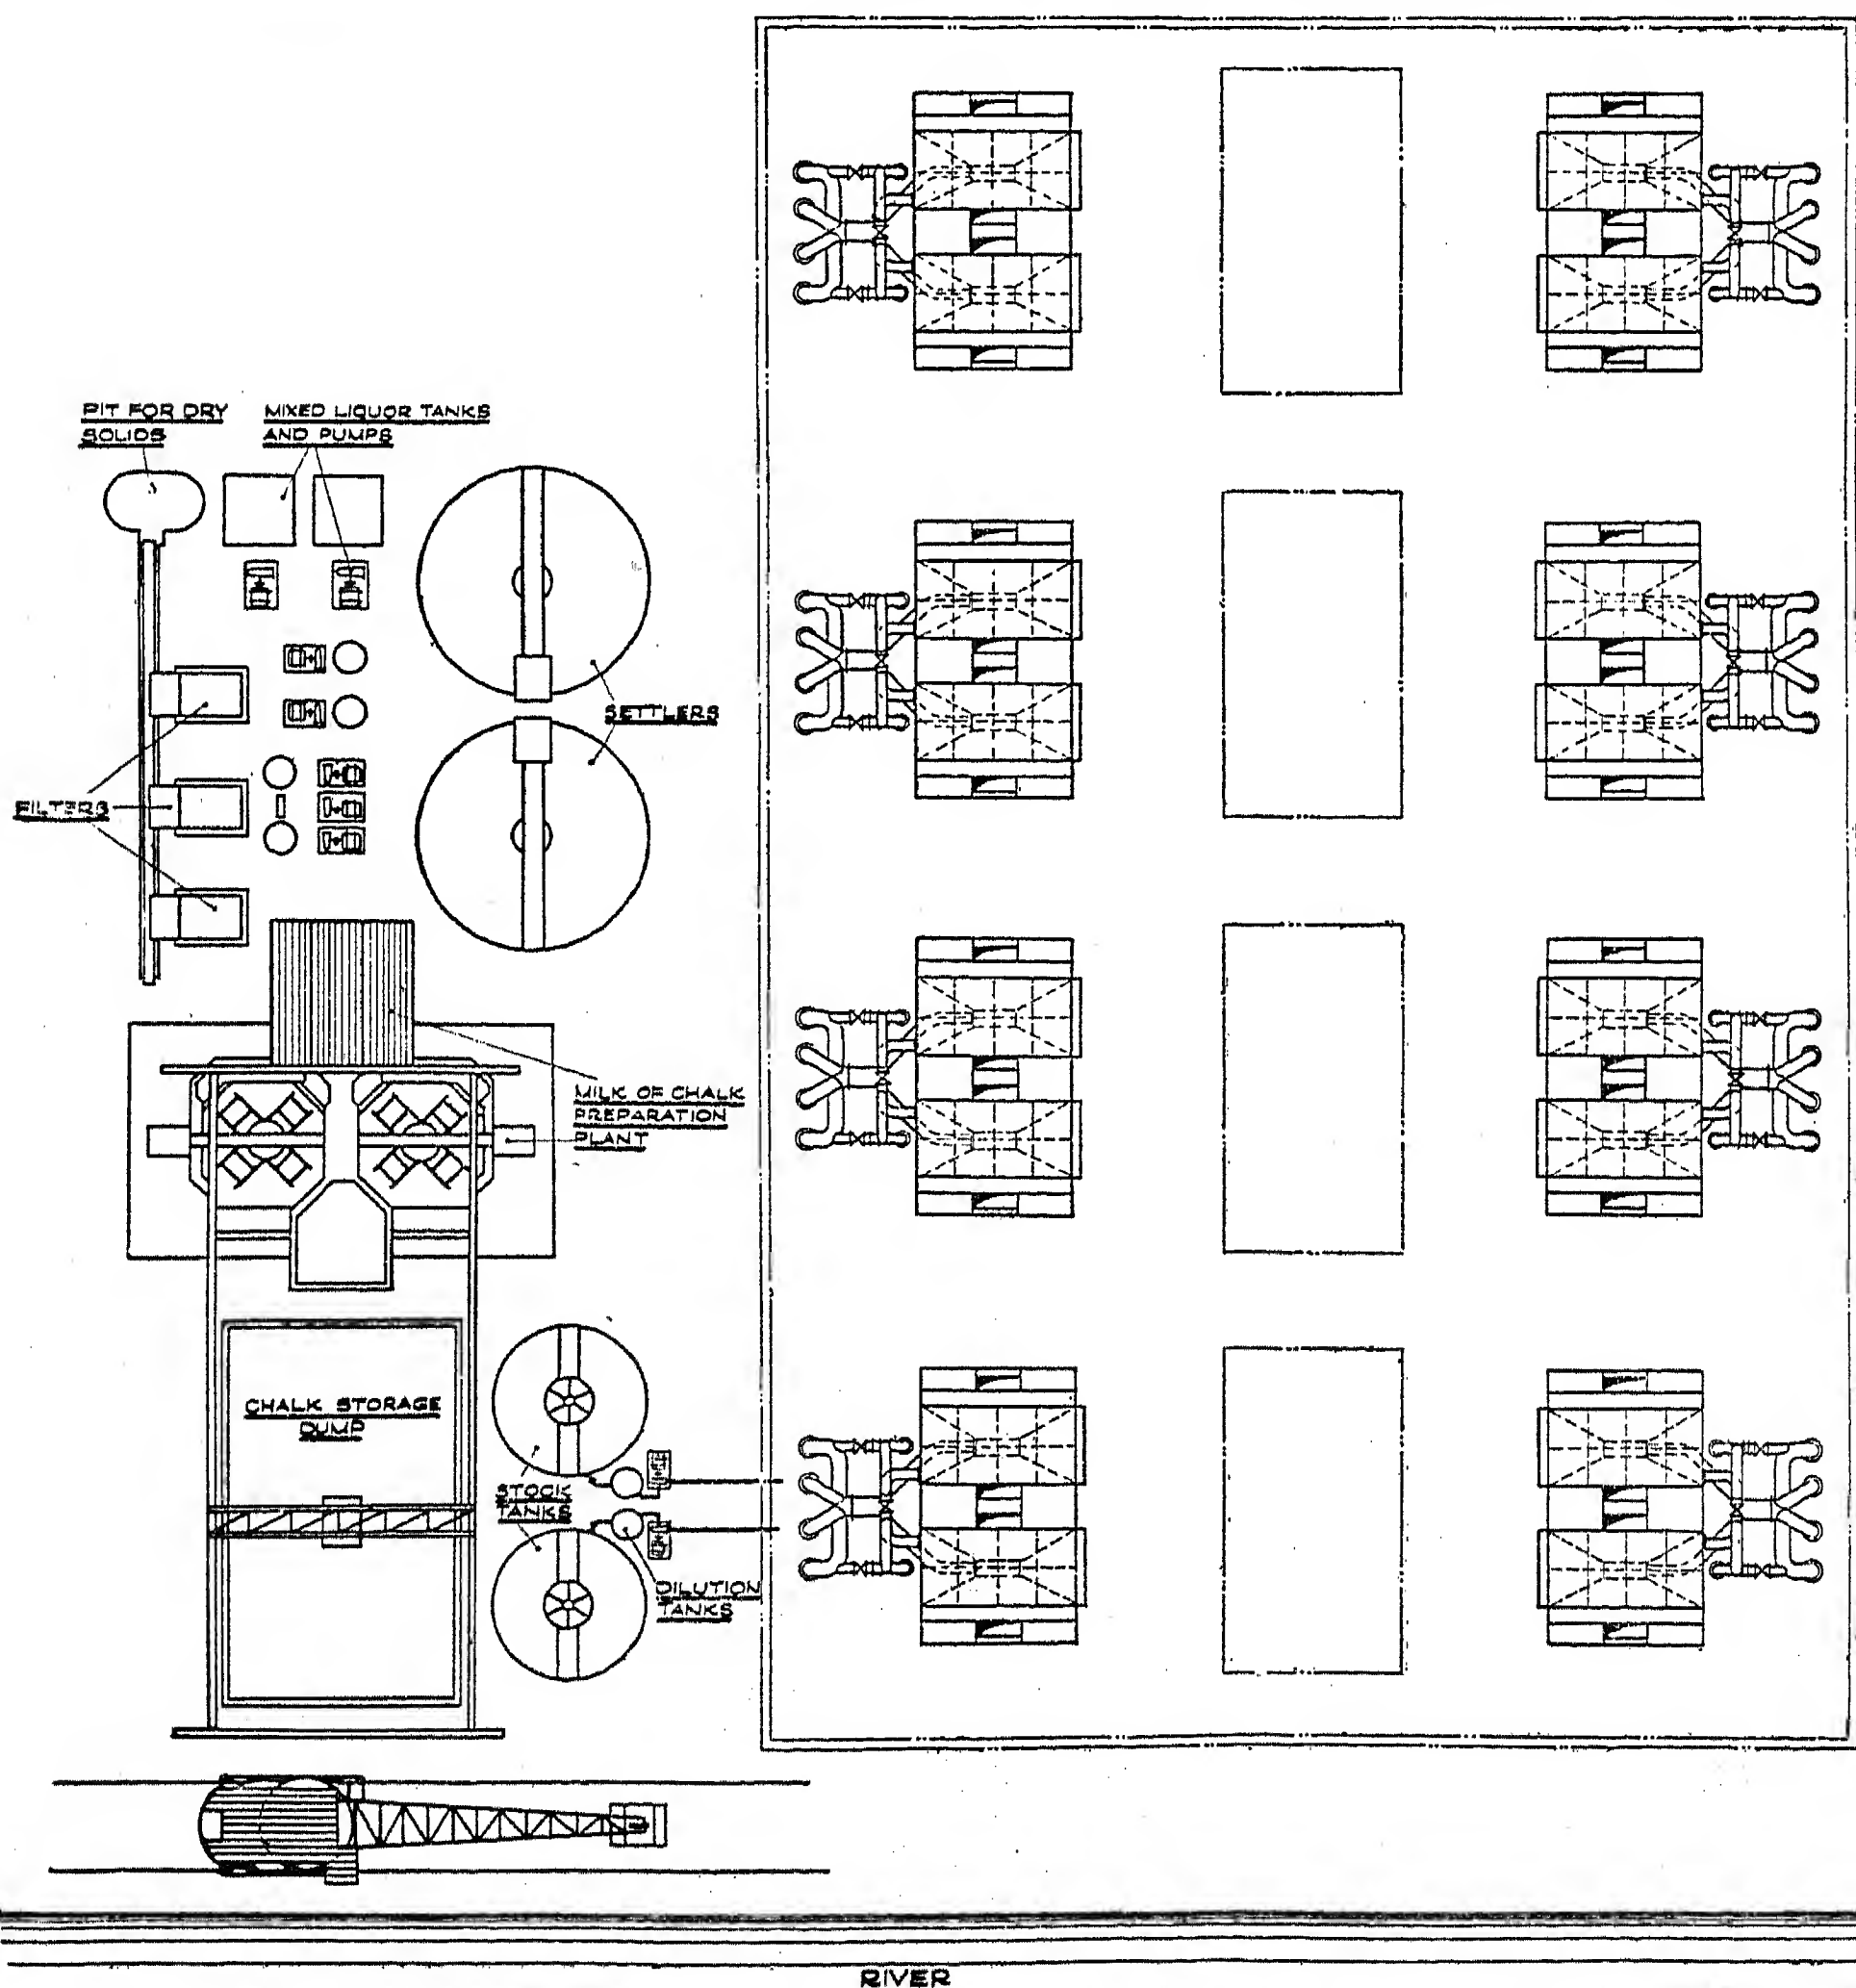 PIT FOR DRY
SOLIDS
MIXED LIQUOR TANKS
AND PUMPS
SETTLERS
FILTERS
MILK OF CHALK
PREPARATION
PLANT
CHALK STORAGE
DUMP
STOCK
TANKS
DILUTION
TANKS
RIVER